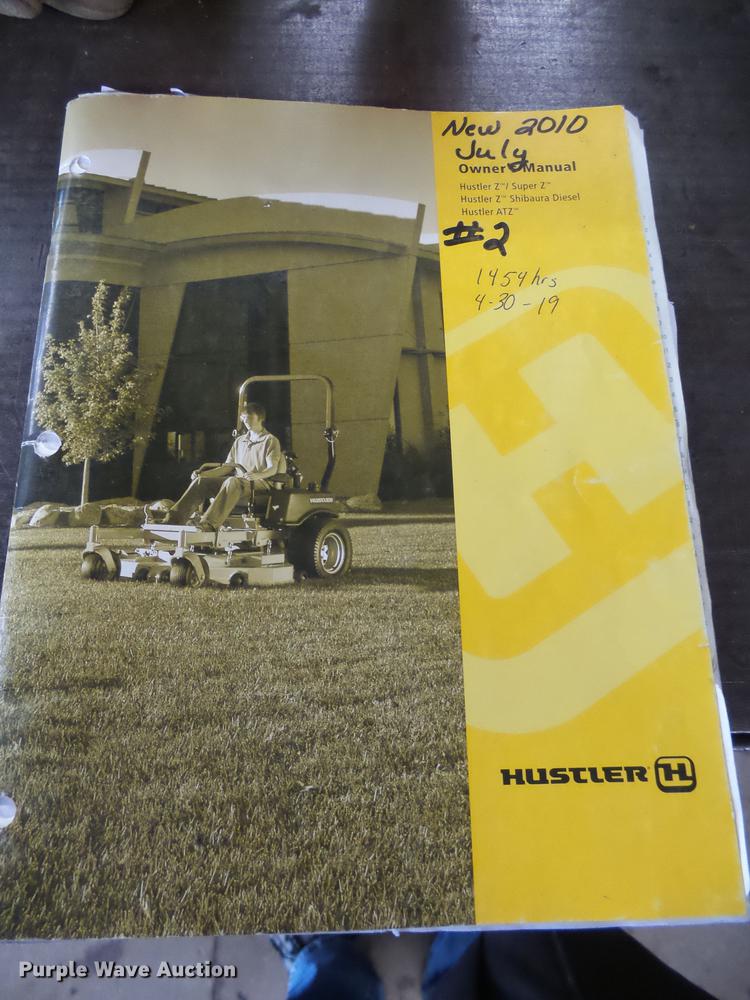 New 2010
July
Owner's Manual
Hustler Z™/ Super Z™
Hustler Z™ Shibaura Diesel
Hustler ATZ™
#2
1454 hrs
4-30-19
HUSTLER
HUSTLER H
Purple Wave Auction